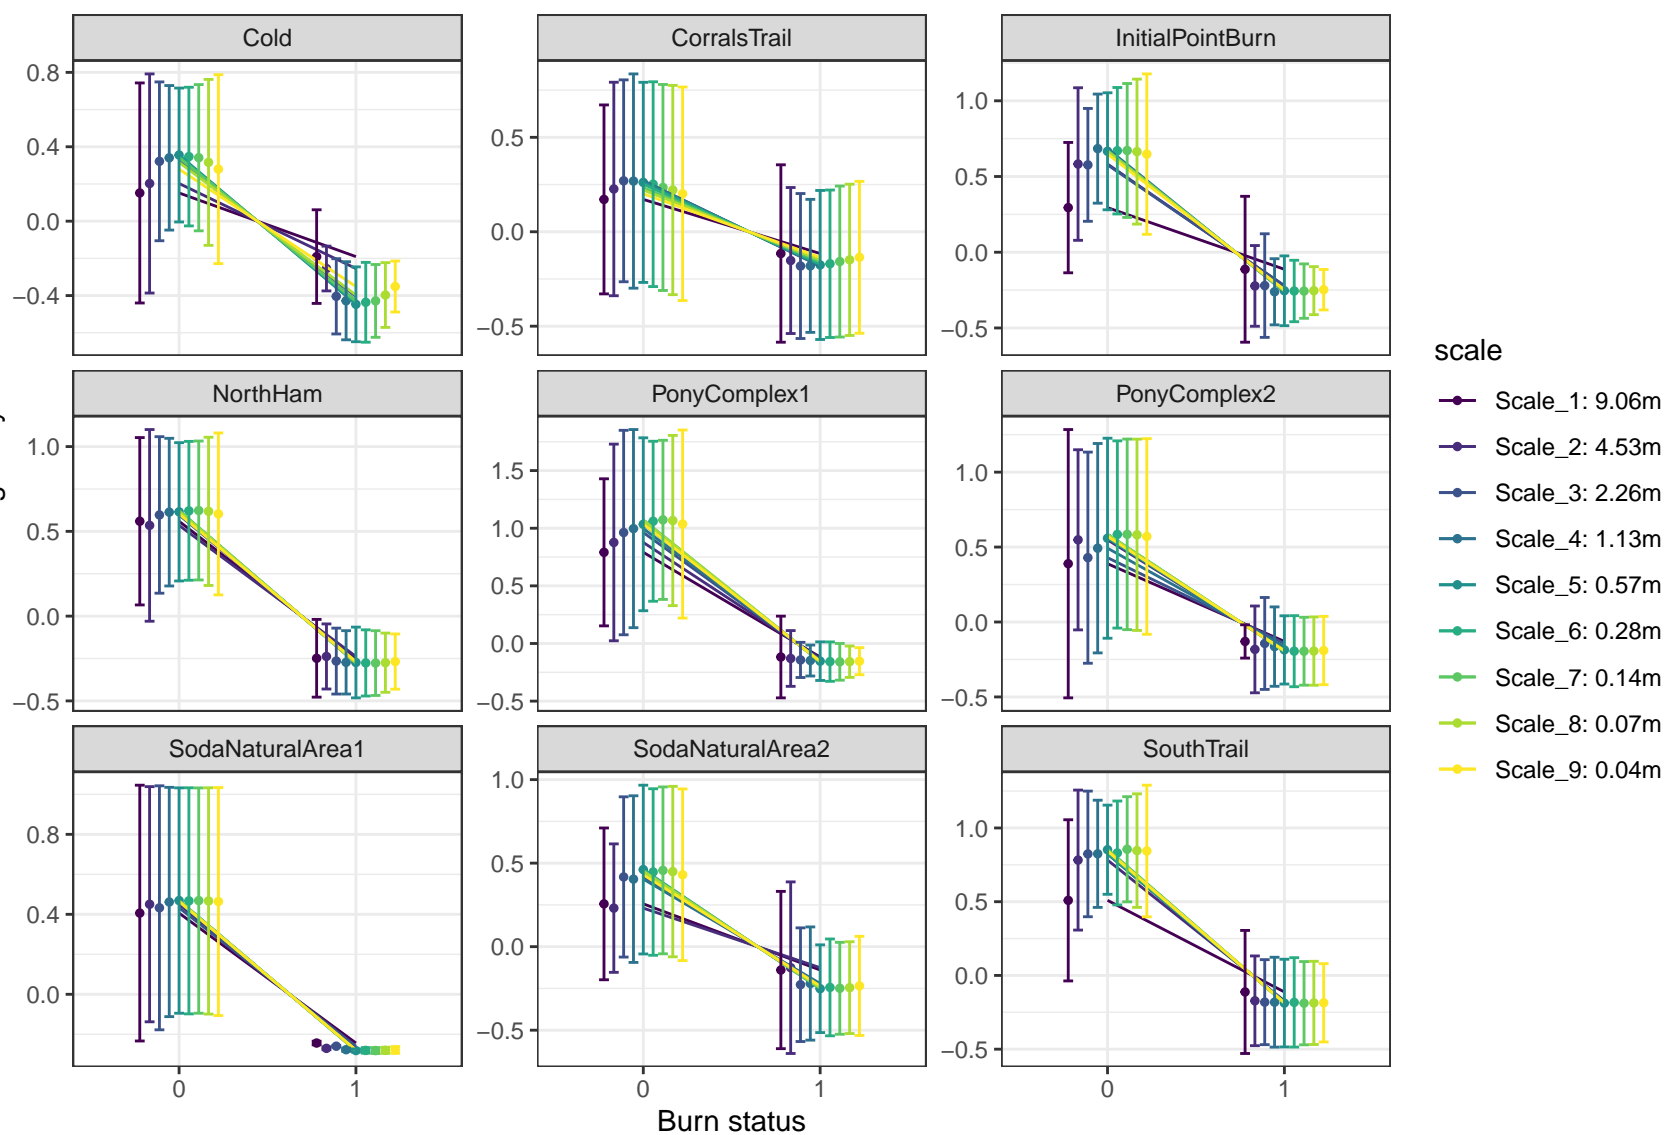 Cold
CorralsTrail
InitialPointBurn
0.8
0.4
0.0
−0.4
0.5
0.0
−0.5
1.0
0.5
0.0
−0.5
NorthHam
PonyComplex1
PonyComplex2
1.0
0.5
0.0
−0.5
1.5
1.0
0.5
0.0
−0.5
1.0
0.5
0.0
−0.5
SodaNaturalArea1
SodaNaturalArea2
SouthTrail
0.8
0.4
0.0
1.0
0.5
0.0
−0.5
1.0
0.5
0.0
−0.5
0 1
0 1
0 1
Burn status
scale
Scale_1: 9.06m
Scale_2: 4.53m
Scale_3: 2.26m
Scale_4: 1.13m
Scale_5: 0.57m
Scale_6: 0.28m
Scale_7: 0.14m
Scale_8: 0.07m
Scale_9: 0.04m